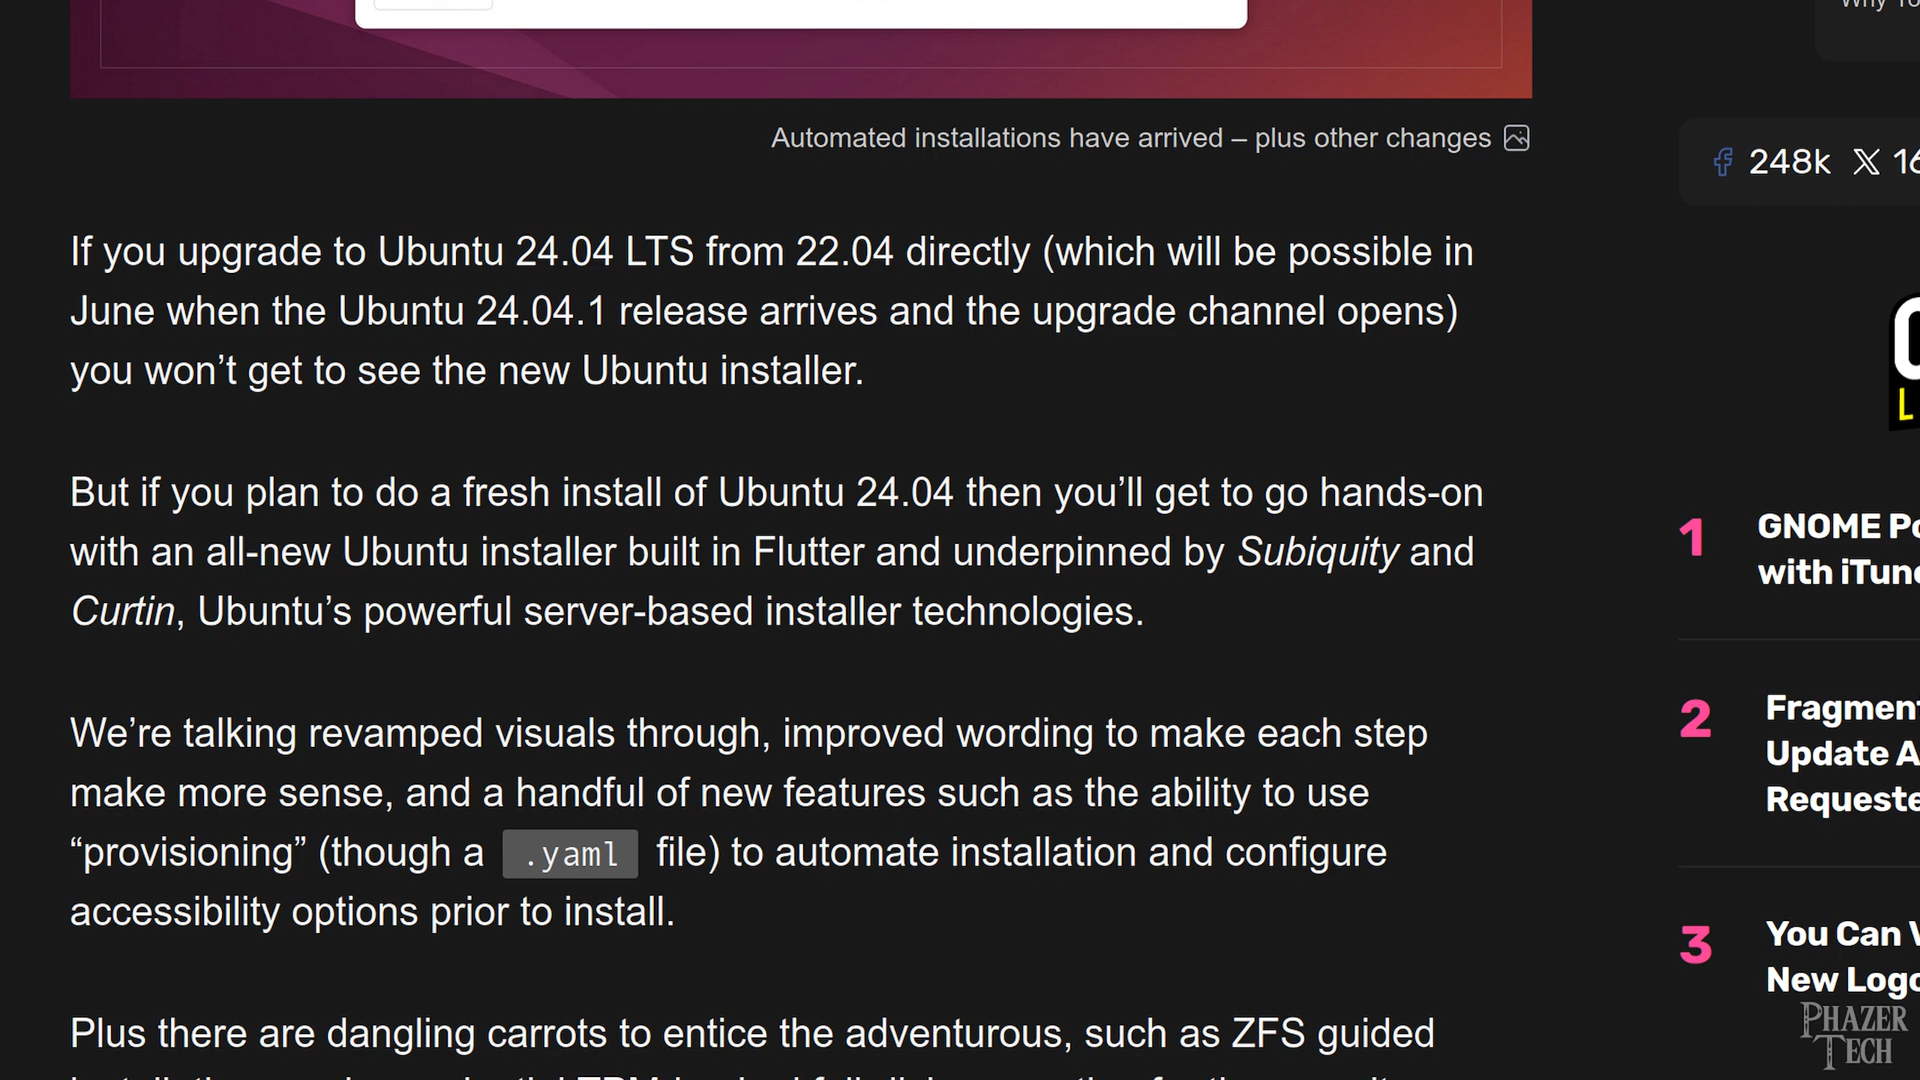 Automated installations have arrived – plus other changes
248k
If you upgrade to Ubuntu 24.04 LTS from 22.04 directly (which will be possible in
June when the Ubuntu 24.04.1 release arrives and the upgrade channel opens)
you won’t get to see the new Ubuntu installer.
But if you plan to do a fresh install of Ubuntu 24.04 then you’ll get to go hands-on
with an all-new Ubuntu installer built in Flutter and underpinned by Subiquity and
Curtin, Ubuntu’s powerful server-based installer technologies.
We’re talking revamped visuals through, improved wording to make each step
make more sense, and a handful of new features such as the ability to use
“provisioning” (though a .yaml file) to automate installation and configure
accessibility options prior to install.
Plus there are dangling carrots to entice the adventurous, such as ZFS guided
1
GNOME
with
2
Update
3
You Can
New
PHAZER
TECH